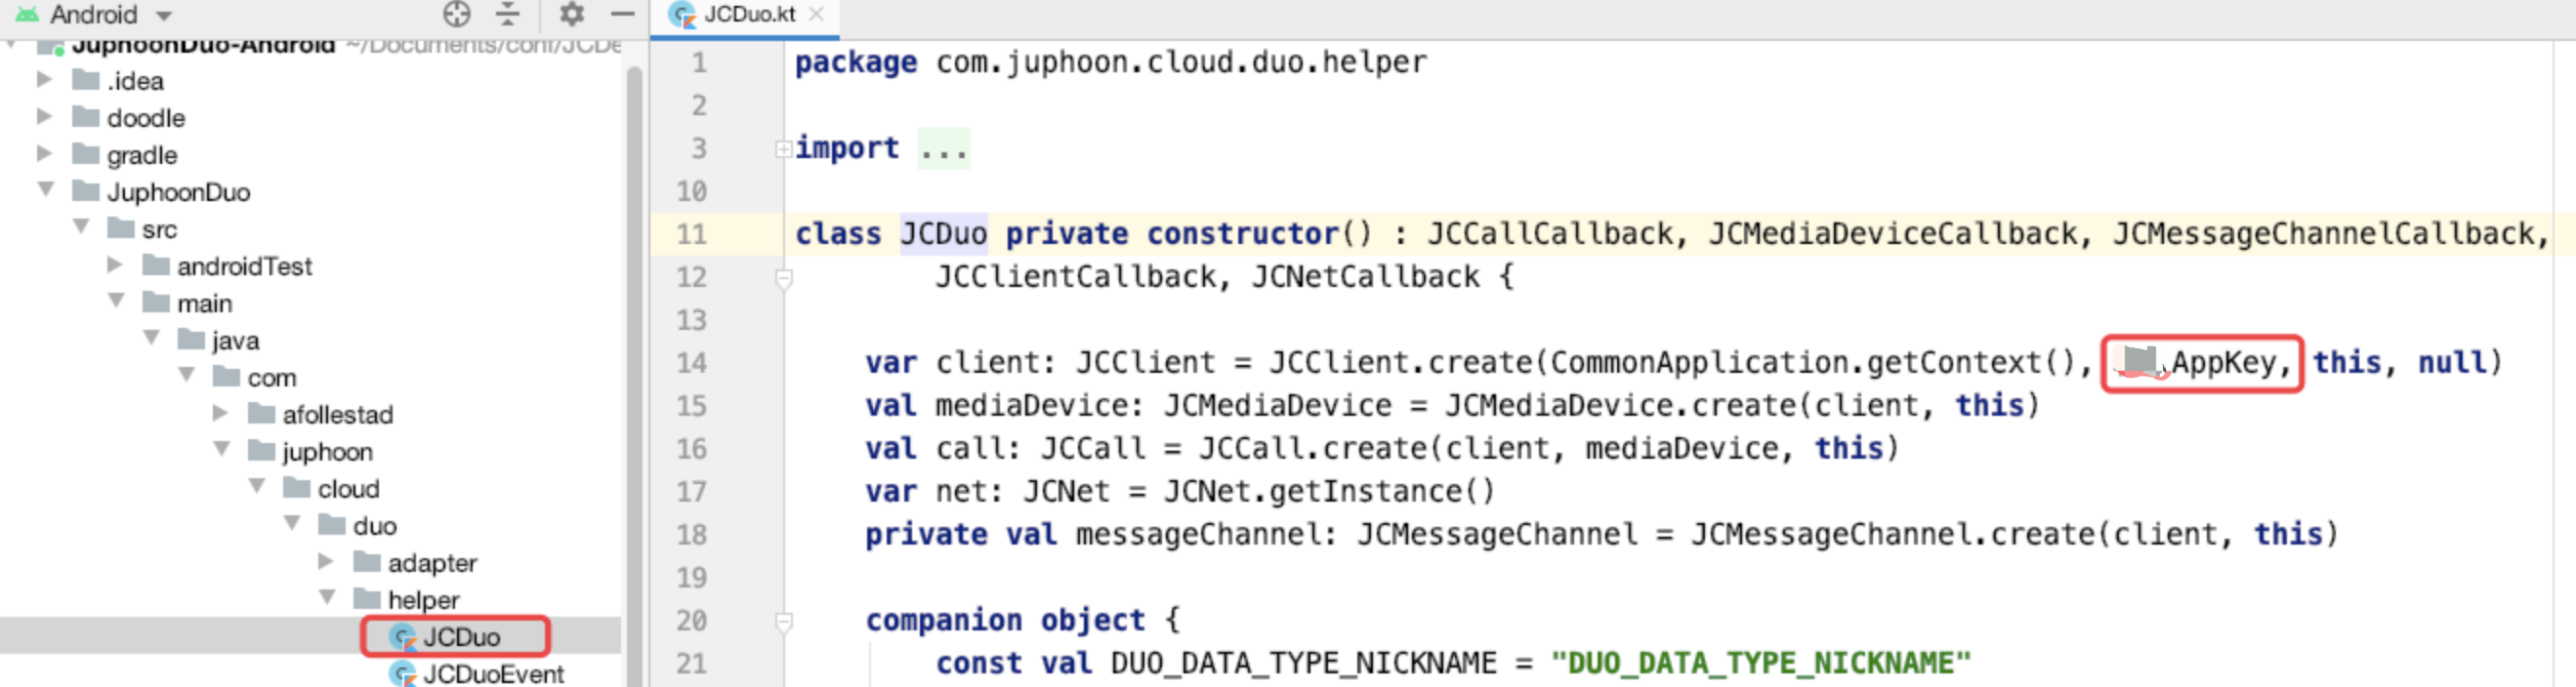 Android
JuphoonDuo-Android
.idea
doodle
gradle
JuphoonDuo
src
androidTest
main
java
com
afollestad
juphoon
cloud
duo
adapter
helper
JCDuo
JCDuoEvent
JCDuo.kt
1 package com.juphoon.cloud.duo.helper
2
3 import ...
10
11 class JCDuo private constructor() : JCCallCallback, JCMediaDeviceCallback, JCMessageChannelCallback,
12 JCClientCallback, JCNetCallback {
13
14 var client: JCClient = JCClient.create(CommonApplication.getContext(), AppKey, this, null)
15 val mediaDevice: JCMediaDevice = JCMediaDevice.create(client, this)
16 val call: JCCall = JCCall.create(client, mediaDevice, this)
17 var net: JCNet = JCNet.getInstance()
18 private val messageChannel: JCMessageChannel = JCMessageChannel.create(client, this)
19
20 companion object {
21 const val DUO_DATA_TYPE_NICKNAME = "DUO_DATA_TYPE_NICKNAME"